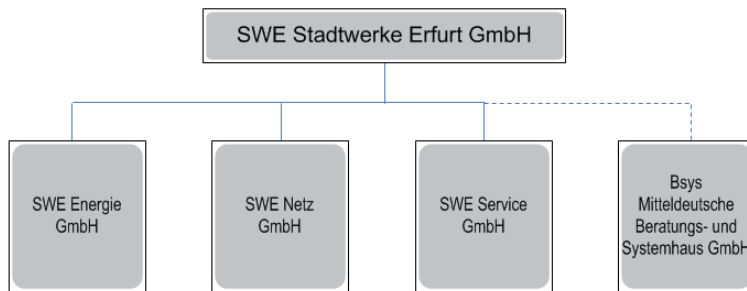 SWE Stadtwerke Erfurt GmbH
SWE Energie
GmbH
SWE Netz
GmbH
SWE Service
GmbH
Bsys
Mitteldeutsche
Beratungs- und
Systemhaus GmbH